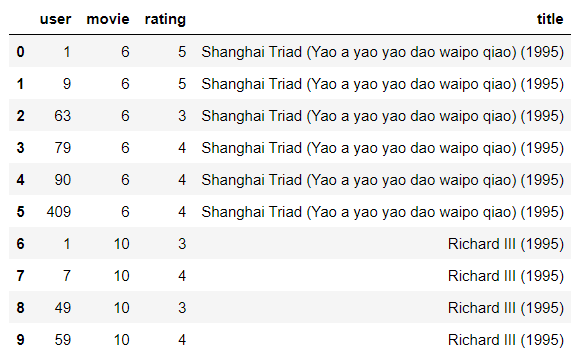 user movie rating title
0 1 6 5 Shanghai Triad (Yao a yao yao dao waipo qiao) (1995)
1 9 6 5 Shanghai Triad (Yao a yao yao dao waipo qiao) (1995)
2 63 6 3 Shanghai Triad (Yao a yao yao dao waipo qiao) (1995)
3 79 6 4 Shanghai Triad (Yao a yao yao dao waipo qiao) (1995)
4 90 6 4 Shanghai Triad (Yao a yao yao dao waipo qiao) (1995)
5 409 6 4 Shanghai Triad (Yao a yao yao dao waipo qiao) (1995)
6 1 10 3 Richard III (1995)
7 7 10 4 Richard III (1995)
8 49 10 3 Richard III (1995)
9 59 10 4 Richard III (1995)